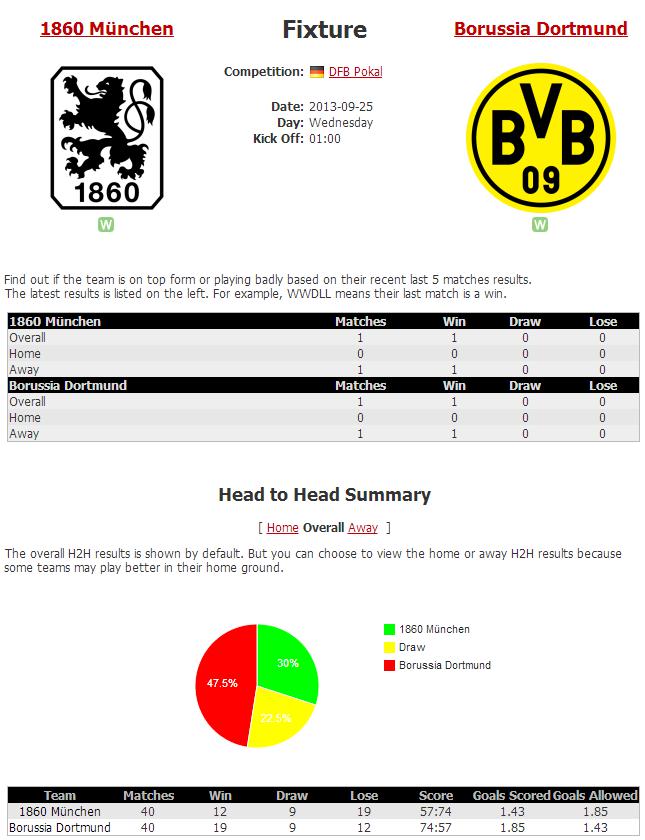 1860 München
Fixture
Borussia Dortmund
Competition: DFB Pokal
Date: 2013-09-25
Day: Wednesday
Kick Off: 01:00
1860
BVB
09
W
W
Find out if the team is on top form or playing badly based on their recent last 5 matches results.
The latest results is listed on the left. For example, WWDLL means their last match is a win.
1860 München Matches Win Draw Lose
Overall 1 1 0 0
Home 0 0 0 0
Away 1 1 0 0
Borussia Dortmund Matches Win Draw Lose
Overall 1 1 0 0
Home 0 0 0 0
Away 1 1 0 0
Head to Head Summary
[ Home Overall Away ]
The overall H2H results is shown by default. But you can choose to view the home or away H2H results because
some teams may play better in their home ground.
1860 München
Draw
Borussia Dortmund
30%
47.5%
22.5%
Team Matches Win Draw Lose Score Goals Scored Goals Allowed
1860 München 40 12 9 19 57:74 1.43 1.85
Borussia Dortmund 40 19 9 12 74:57 1.85 1.43